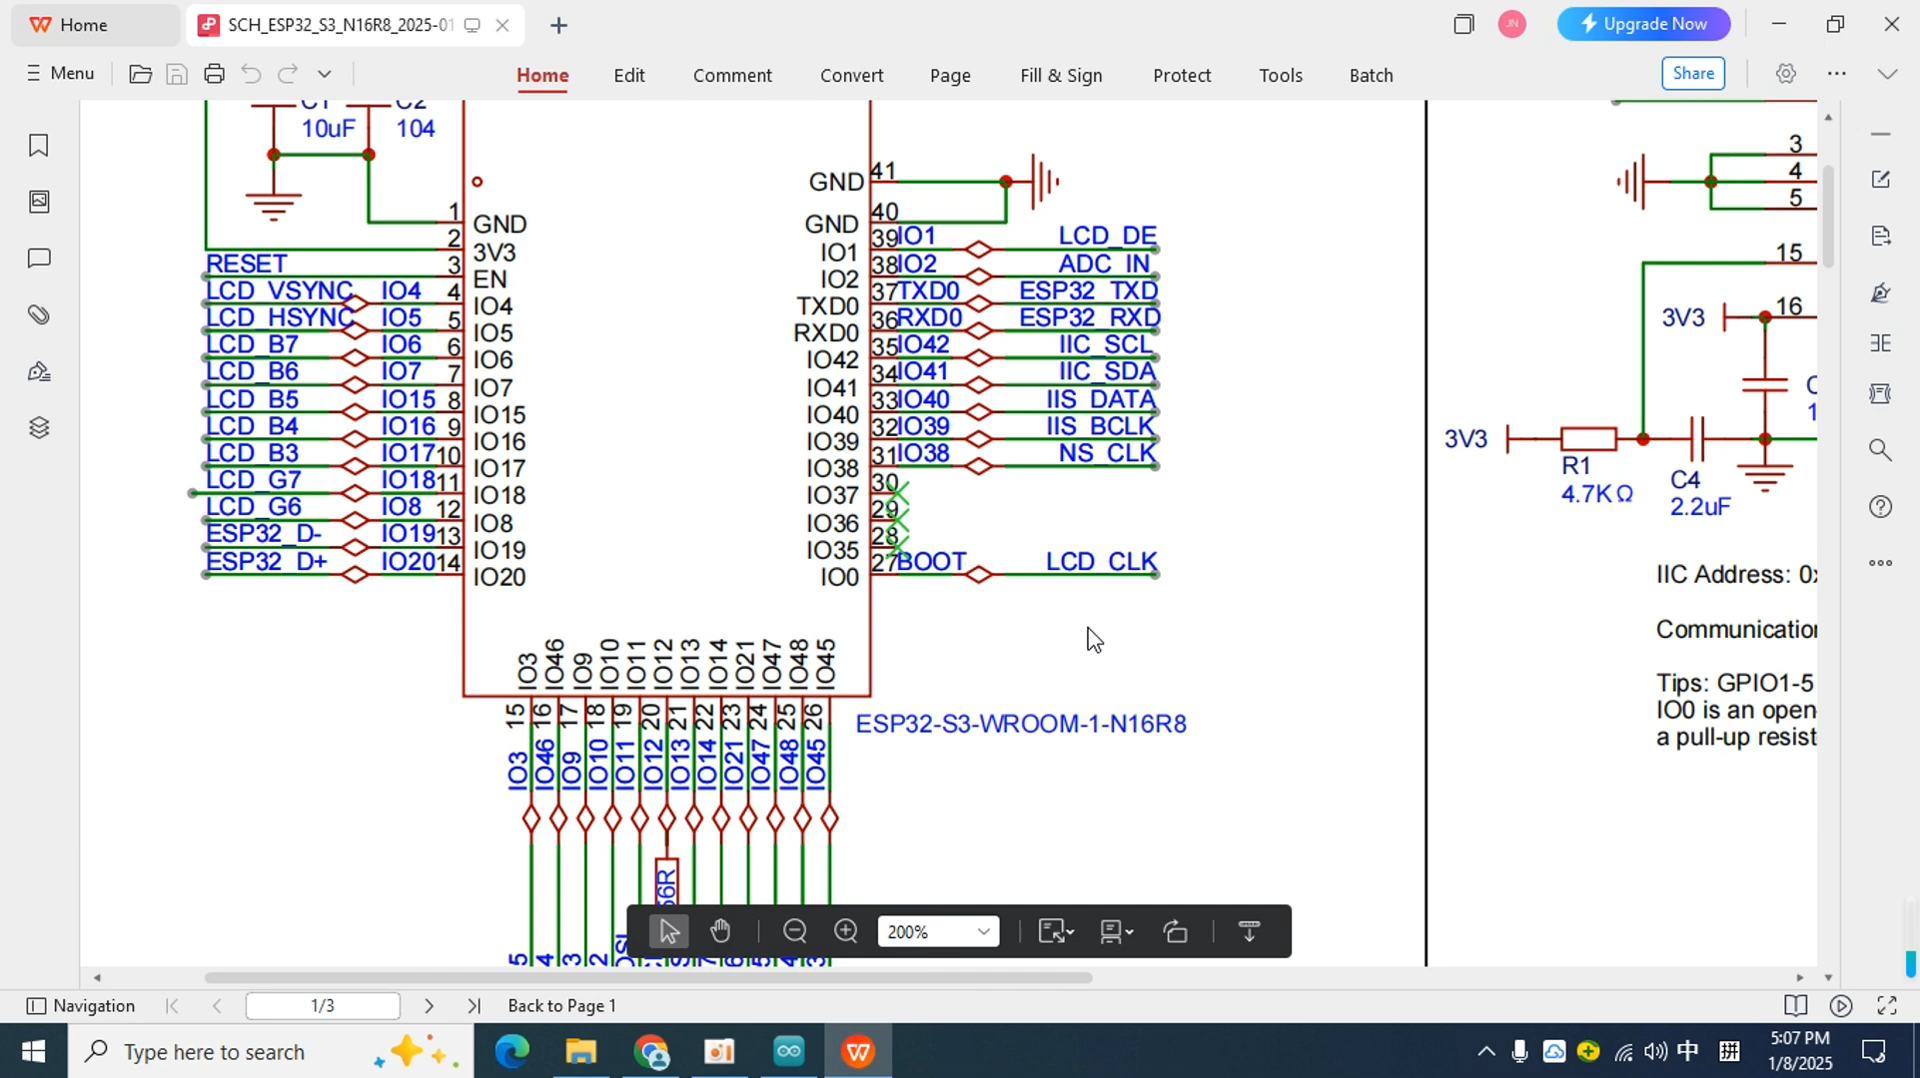 Home
SCH_ESP32_S3_N16R8_2025-01
JN
Upgrade Now
Menu
Home
Edit
Comment
Convert
Page
Fill & Sign
Protect
Tools
Batch
Share
C1
10uF
C2
104
1
2
RESET 3
LCD_VSYNC IO4 4
LCD_HSYNC IO5 5
LCD_B7 IO6 6
LCD_B6 IO7 7
LCD_B5 IO15 8
LCD_B4 IO16 9
LCD_B3 IO17 10
LCD_G7 IO18 11
LCD_G6 IO8 12
ESP32_D- IO19 13
ESP32_D+ IO20 14
GND
3V3
EN
IO4
IO5
IO6
IO7
IO15
IO16
IO17
IO18
IO8
IO19
IO20
GND
GND
IO1
IO2
TXD0
RXD0
IO42
IO41
IO40
IO39
IO38
IO37
IO36
IO35
IO0
41
40
39 IO1 LCD_DE
38 IO2 ADC_IN
37 TXD0 ESP32_TXD
36 RXD0 ESP32_RXD
35 IO42 IIC_SCL
34 IO41 IIC_SDA
33 IO40 IIS_DATA
32 IO39 IIS_BCLK
31 IO38 NS_CLK
30
29
28
27 BOOT LCD_CLK
IO3 IO46 IO9 IO10 IO11 IO12 IO13 IO14 IO21 IO47 IO48 IO45
15 16 17 18 19 20 21 22 23 24 25 26
IO3 IO46 IO9 IO10 IO11 IO12 IO13 IO14 IO21 IO47 IO48 IO45
ESP32-S3-WROOM-1-N16R8
3
4
5
15
3V3
16
3V3
R1
4.7KΩ
C4
2.2uF
IIC Address: 0x
Communication
Tips: GPIO1-5
IO0 is an open-
a pull-up resist
200%
Navigation
1/3
Back to Page 1
Type here to search
中
拼
5:07 PM
1/8/2025